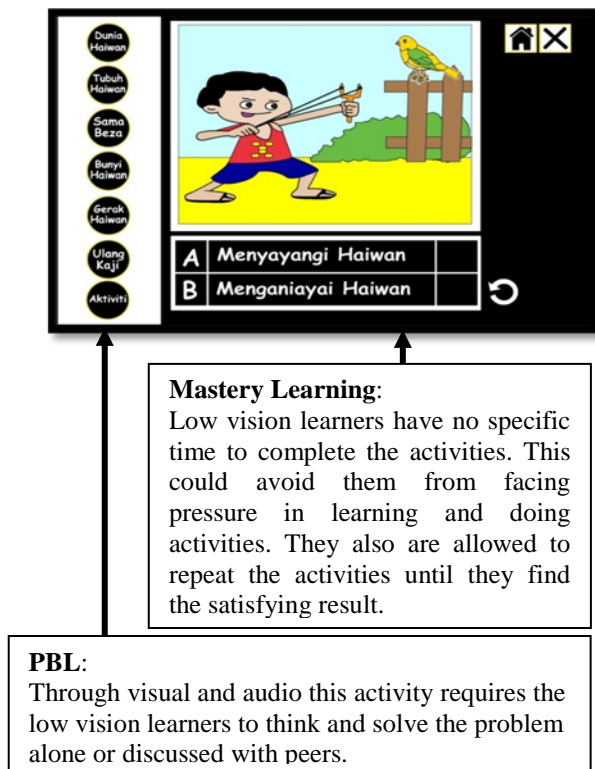 Dunia
Haiwan
Tubuh
Haiwan
Sama
Beza
Bunyi
Haiwan
Gerak
Haiwan
Ulang
Kaji
Aktiviti
A Menyayangi Haiwan
B Menganiayai Haiwan
Mastery Learning:
Low vision learners have no specific
time to complete the activities. This
could avoid them from facing
pressure in learning and doing
activities. They also are allowed to
repeat the activities until they find
the satisfying result.
PBL:
Through visual and audio this activity requires the
low vision learners to think and solve the problem
alone or discussed with peers.